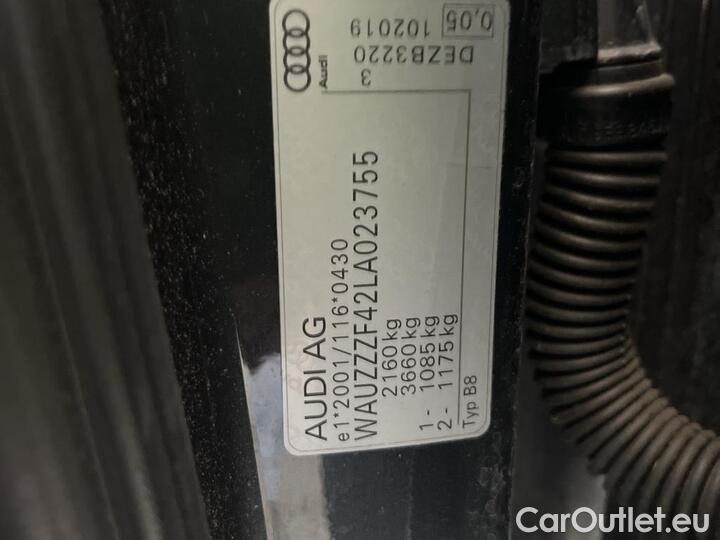 AUDI AG
e1*2001/116*0430
WAUZZZF42LA023755
2160 kg
3660 kg
1- 1085 kg
2- 1175 kg
Typ B8
Audi
3
DEZB3220
102019
0,05
CarOutlet.eu